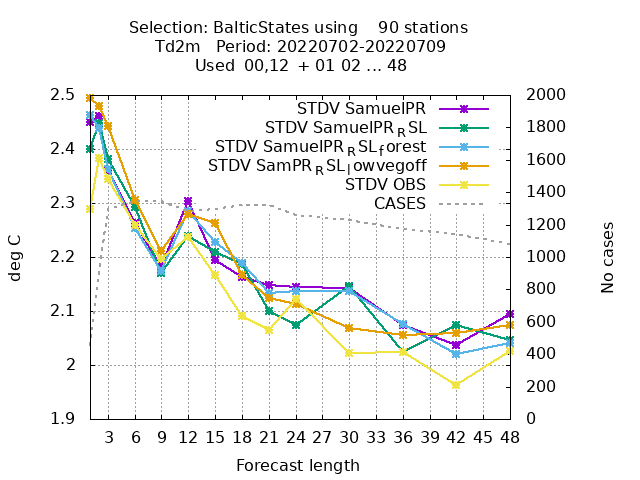 Selection: BalticStates using    90 stations
Td2m   Period: 20220702-20220709
Used  00,12  + 01 02 ... 48
STDV SamuelPR
STDV SamuelPR_RSL
STDV SamuelPR_RSL_forest
STDV SamPR_RSL_lowvegoff
STDV OBS
CASES
deg C
2.5
2.4
2.3
2.2
2.1
2
1.9
2000
1800
1600
1400
1200
1000
800
600
400
200
0
No cases
3 6 9 12 15 18 21 24 27 30 33 36 39 42 45 48
Forecast length